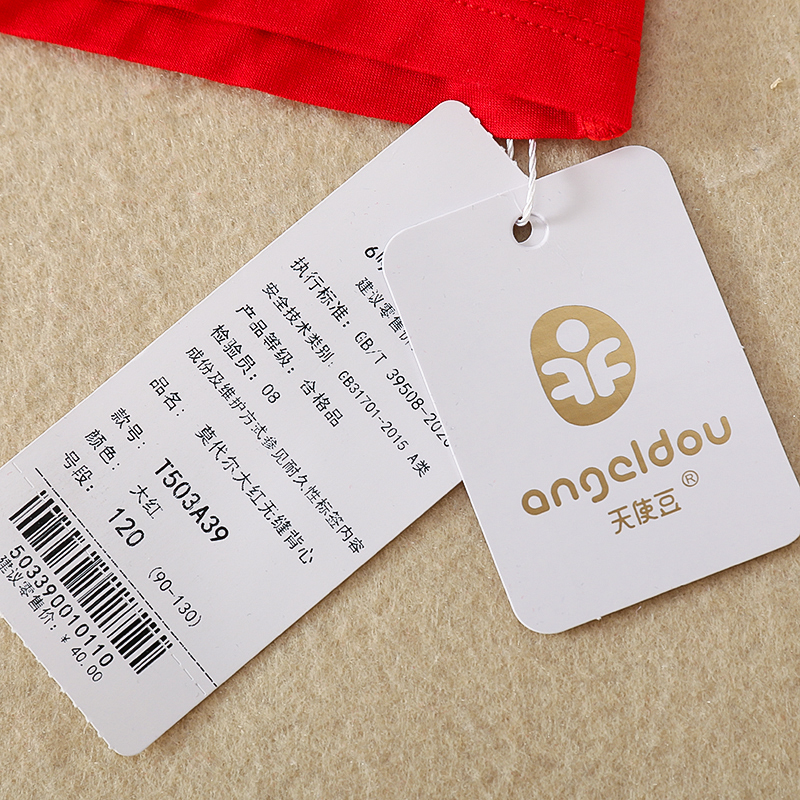 品名： 莫代尔大红无缝背心
款号： T503A39
颜色： 大红
号段： 120 (90-130)
成份及维护方式参见耐久性标签内容
检验员：08
产品等级：合格品
安全技术类别：GB31701-2015 A类
执行标准：GB/T 39508-2020
建议零售价
503390010110
建议零售价：¥ 40.00
angeldou
天使豆®